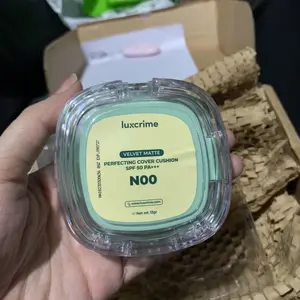 luxcrime
VELVET MATTE
PERFECTING COVER CUSHION
SPF 50 PA+++
N00